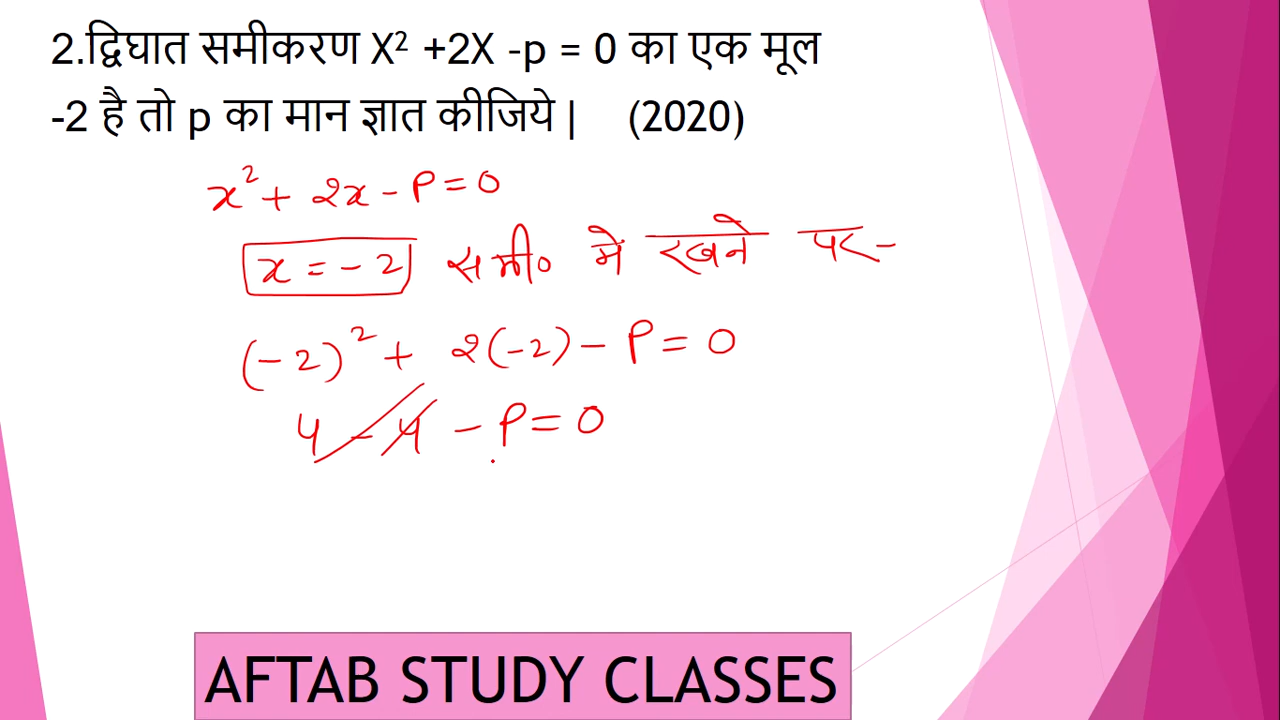 2.द्विघात समीकरण X² +2X -p = 0 का एक मूल
-2 है तो p का मान ज्ञात कीजिये | (2020)
x² + 2x - P = 0
x = -2 समी० में रखने पर -
(-2)² + 2(-2) - P = 0
4 - 4 - P = 0
AFTAB STUDY CLASSES